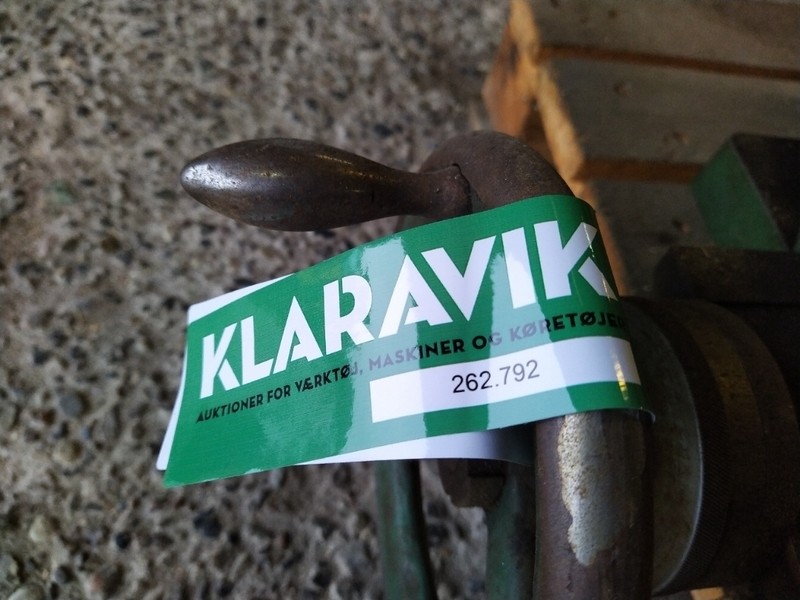 KLARAVIK
AUKTIONER FOR VÆRKTØJ, MASKINER OG KØRETØJER
262.792